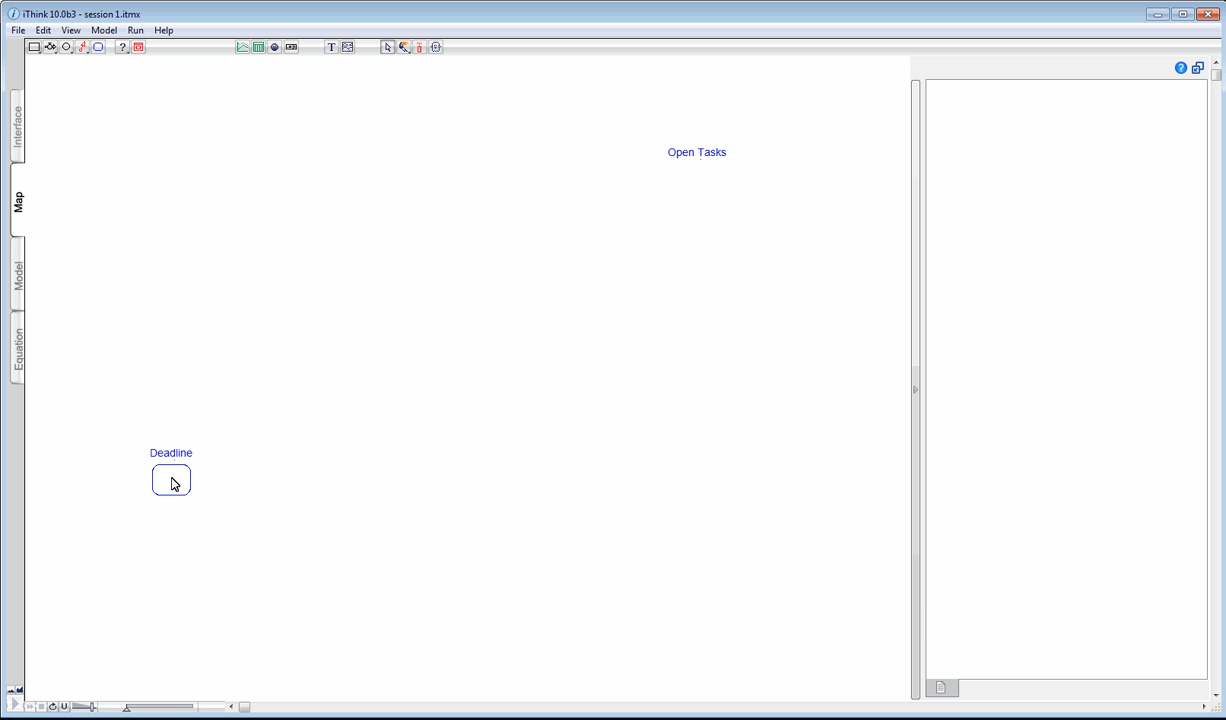 iThink 10.0b3 - session 1.itmx
File Edit View Model Run Help
? T
?
Interface
Map
Model
Equation
Open Tasks
Deadline
U